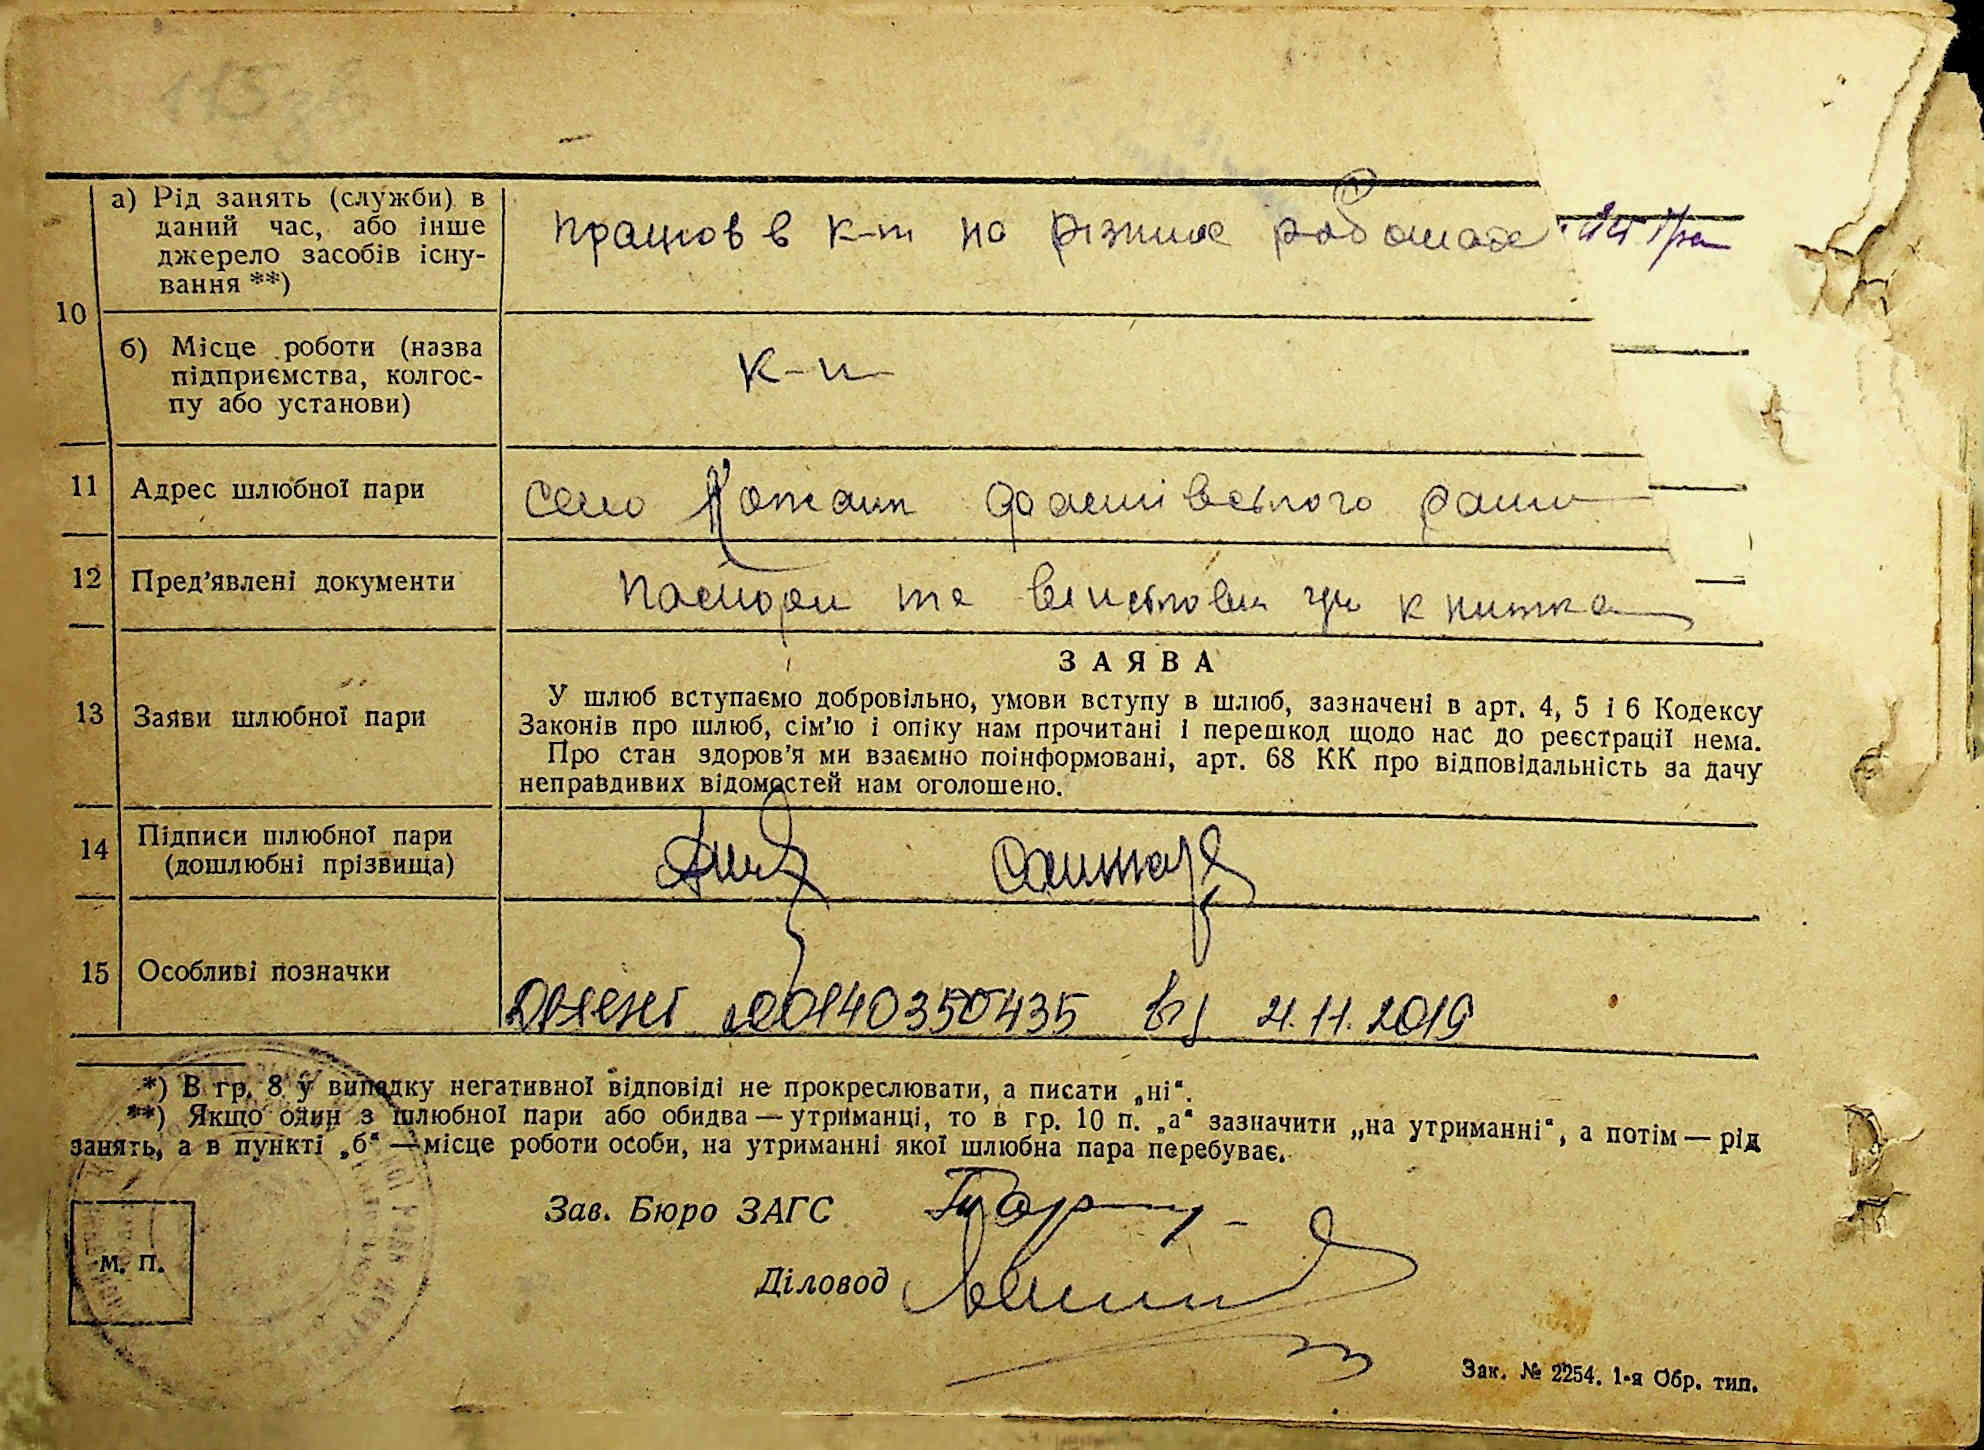 а) Рід занять (служби) в
даний час, або інше
джерело засобів існу-
вання **)
працюв в к-п на різних роботах
10
б) Місце роботи (назва
підприємства, колгос-
пу або установи)
к-п
11 Адрес шлюбної пари
село Кожанк Фастівського
12 Пред'явлені документи
паспорт та книжка
ЗАЯВА
13 Заяви шлюбної пари
У шлюб вступаємо добровільно, умови вступу в шлюб, зазначені в арт. 4, 5 і 6 Кодексу
Законів про шлюб, сім'ю і опіку нам прочитані і перешкод щодо нас до реєстрації нема.
Про стан здоров'я ми взаємно поінформовані, арт. 68 КК про відповідальність за дачу
неправдивих відомостей нам оголошено.
14 Підписи шлюбної пари
(дошлюбні прізвища)
15 Особливі позначки
00140350435 від 21.11.2019
*) В гр. 8 у випадку негативної відповіді не прокреслювати, а писати „ні“.
**) Якщо один з шлюбної пари або обидва — утриманці, то в гр. 10 п. „а“ зазначити „на утриманні“, а потім — рід
занять, а в пункті „б“ — місце роботи особи, на утриманні якої шлюбна пара перебуває.
Зав. Бюро ЗАГС
М. П.
Діловод
Зак. № 2254. 1-я Обр. тип.